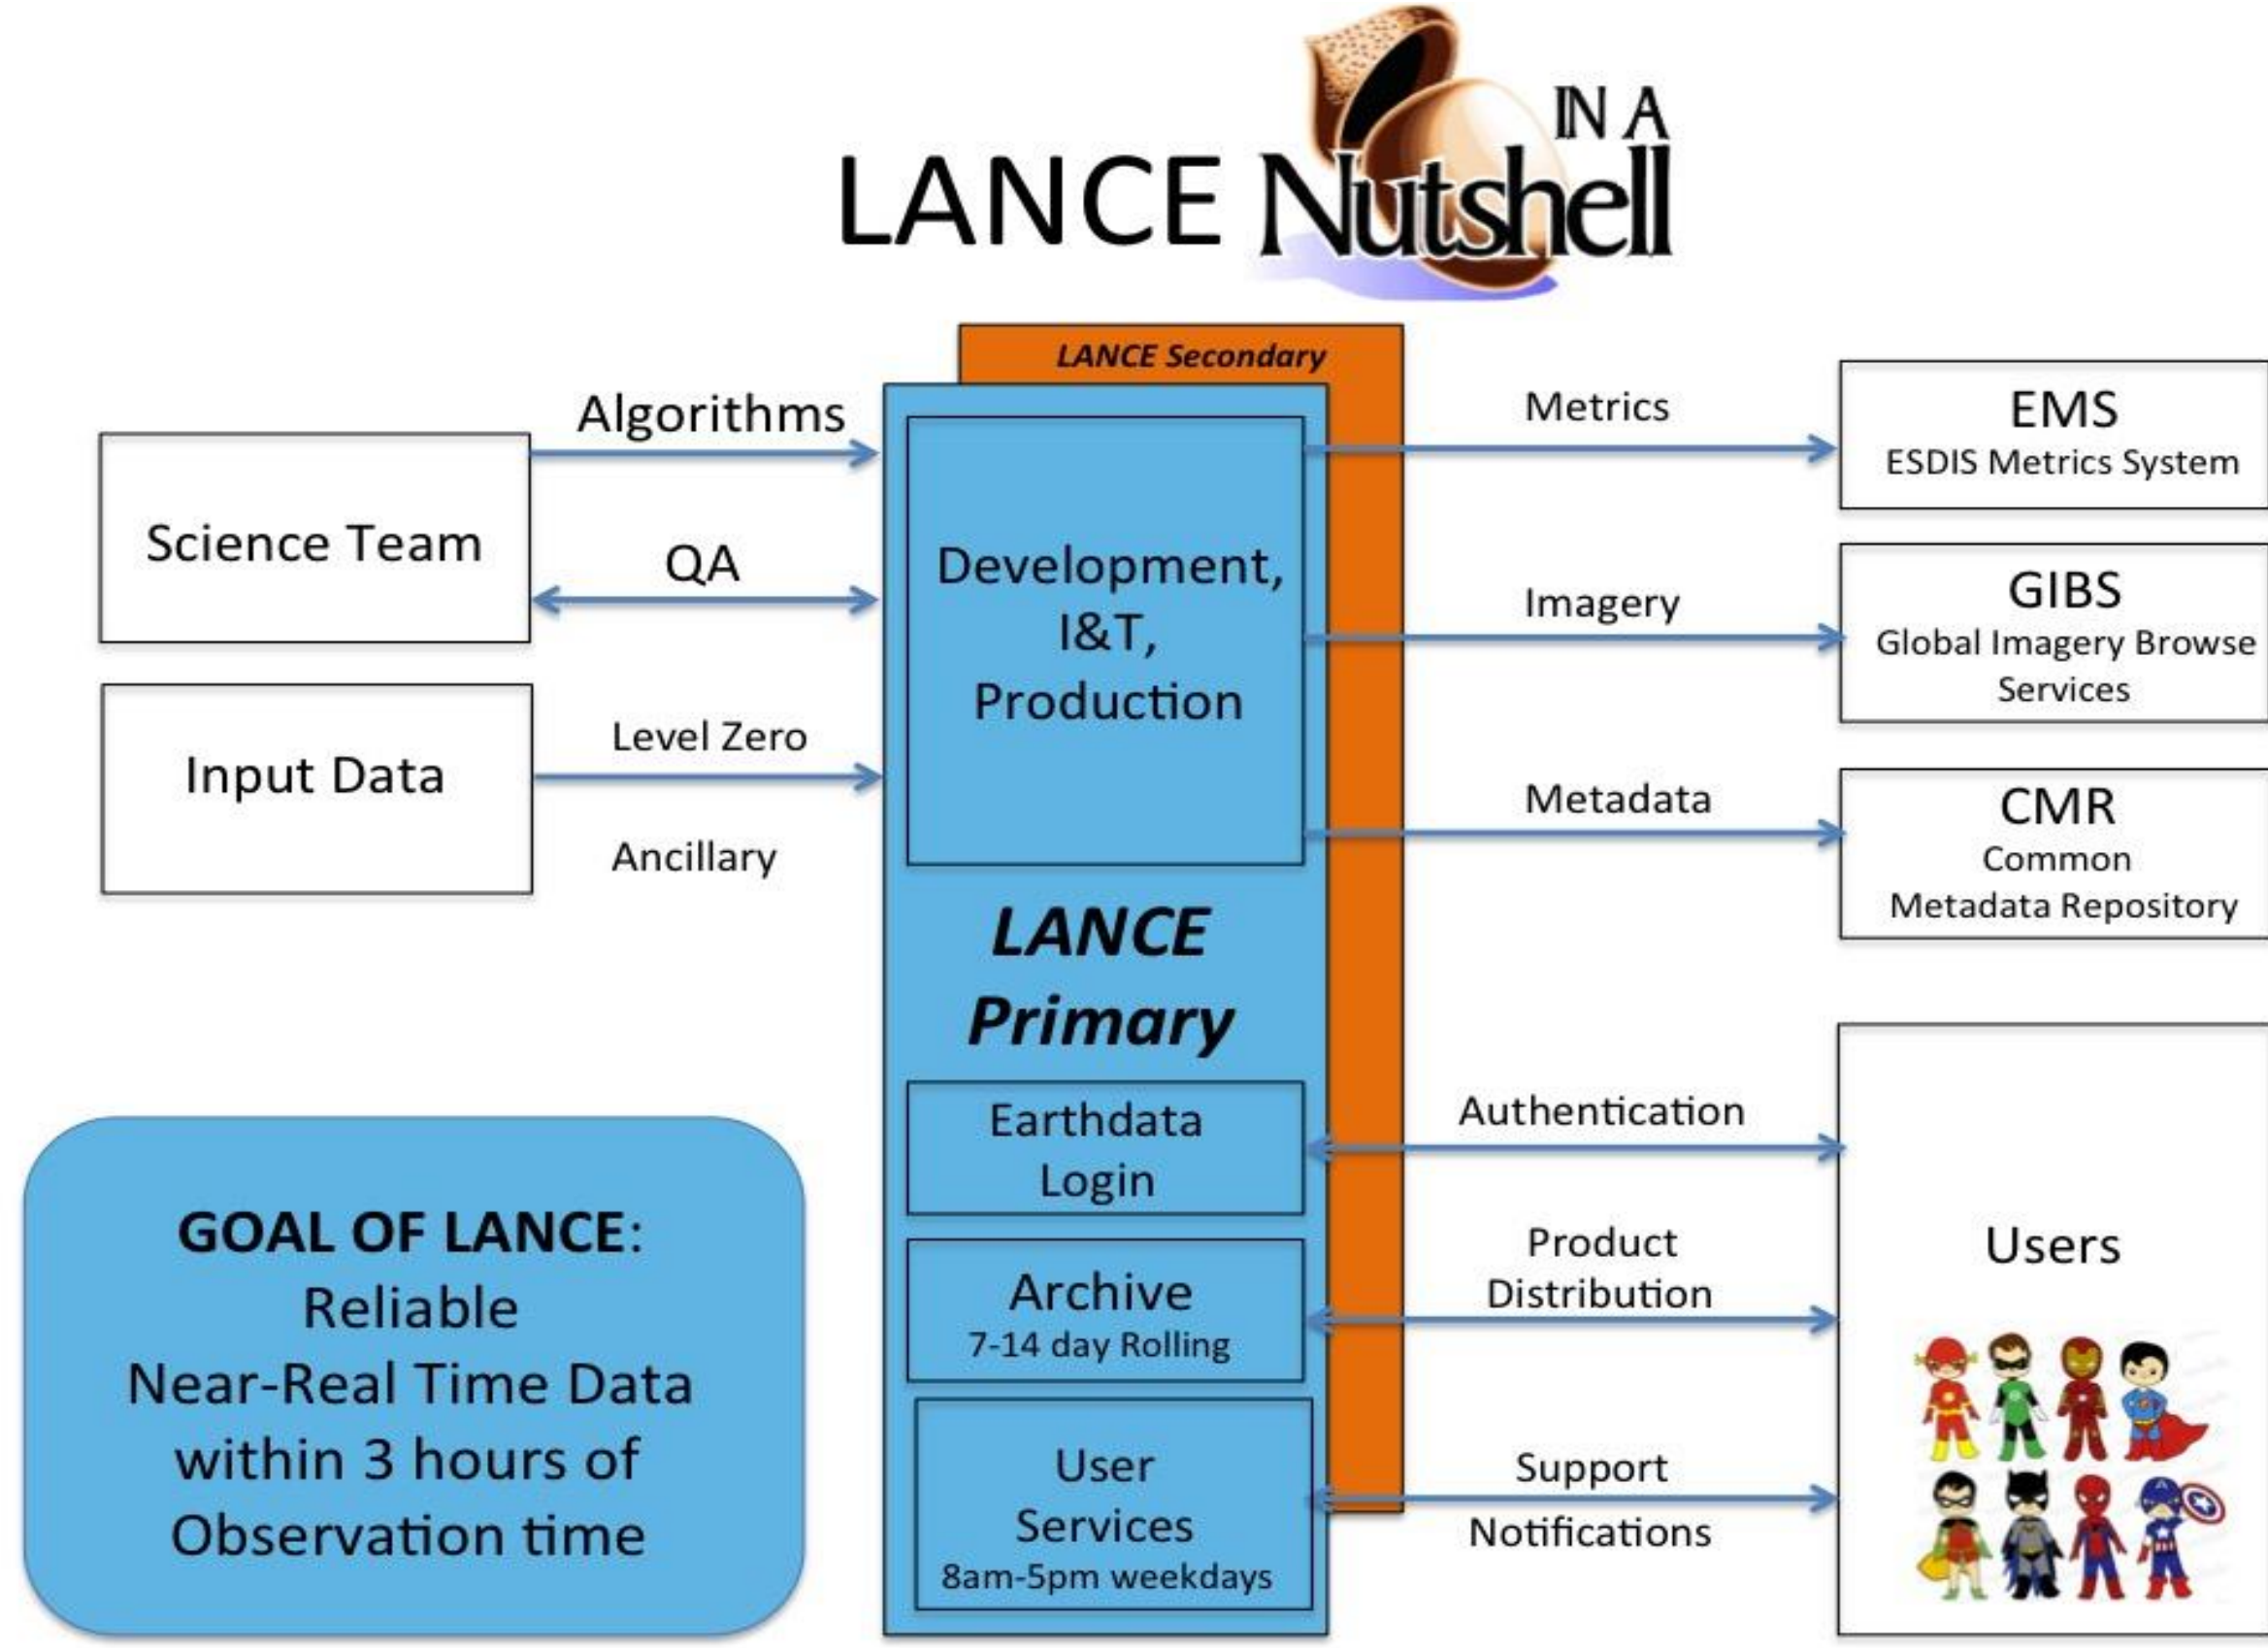 LANCE
IN A
Nutshell
LANCE Secondary
Algorithms
Science Team
QA
Input Data
Level Zero
Ancillary
Development,
I&T,
Production
LANCE
Primary
Earthdata
Login
Archive
7-14 day Rolling
User
Services
8am-5pm weekdays
Metrics
EMS
ESDIS Metrics System
Imagery
GIBS
Global Imagery Browse
Services
Metadata
CMR
Common
Metadata Repository
Authentication
Product
Distribution
Support
Notifications
Users
GOAL OF LANCE:
Reliable
Near-Real Time Data
within 3 hours of
Observation time